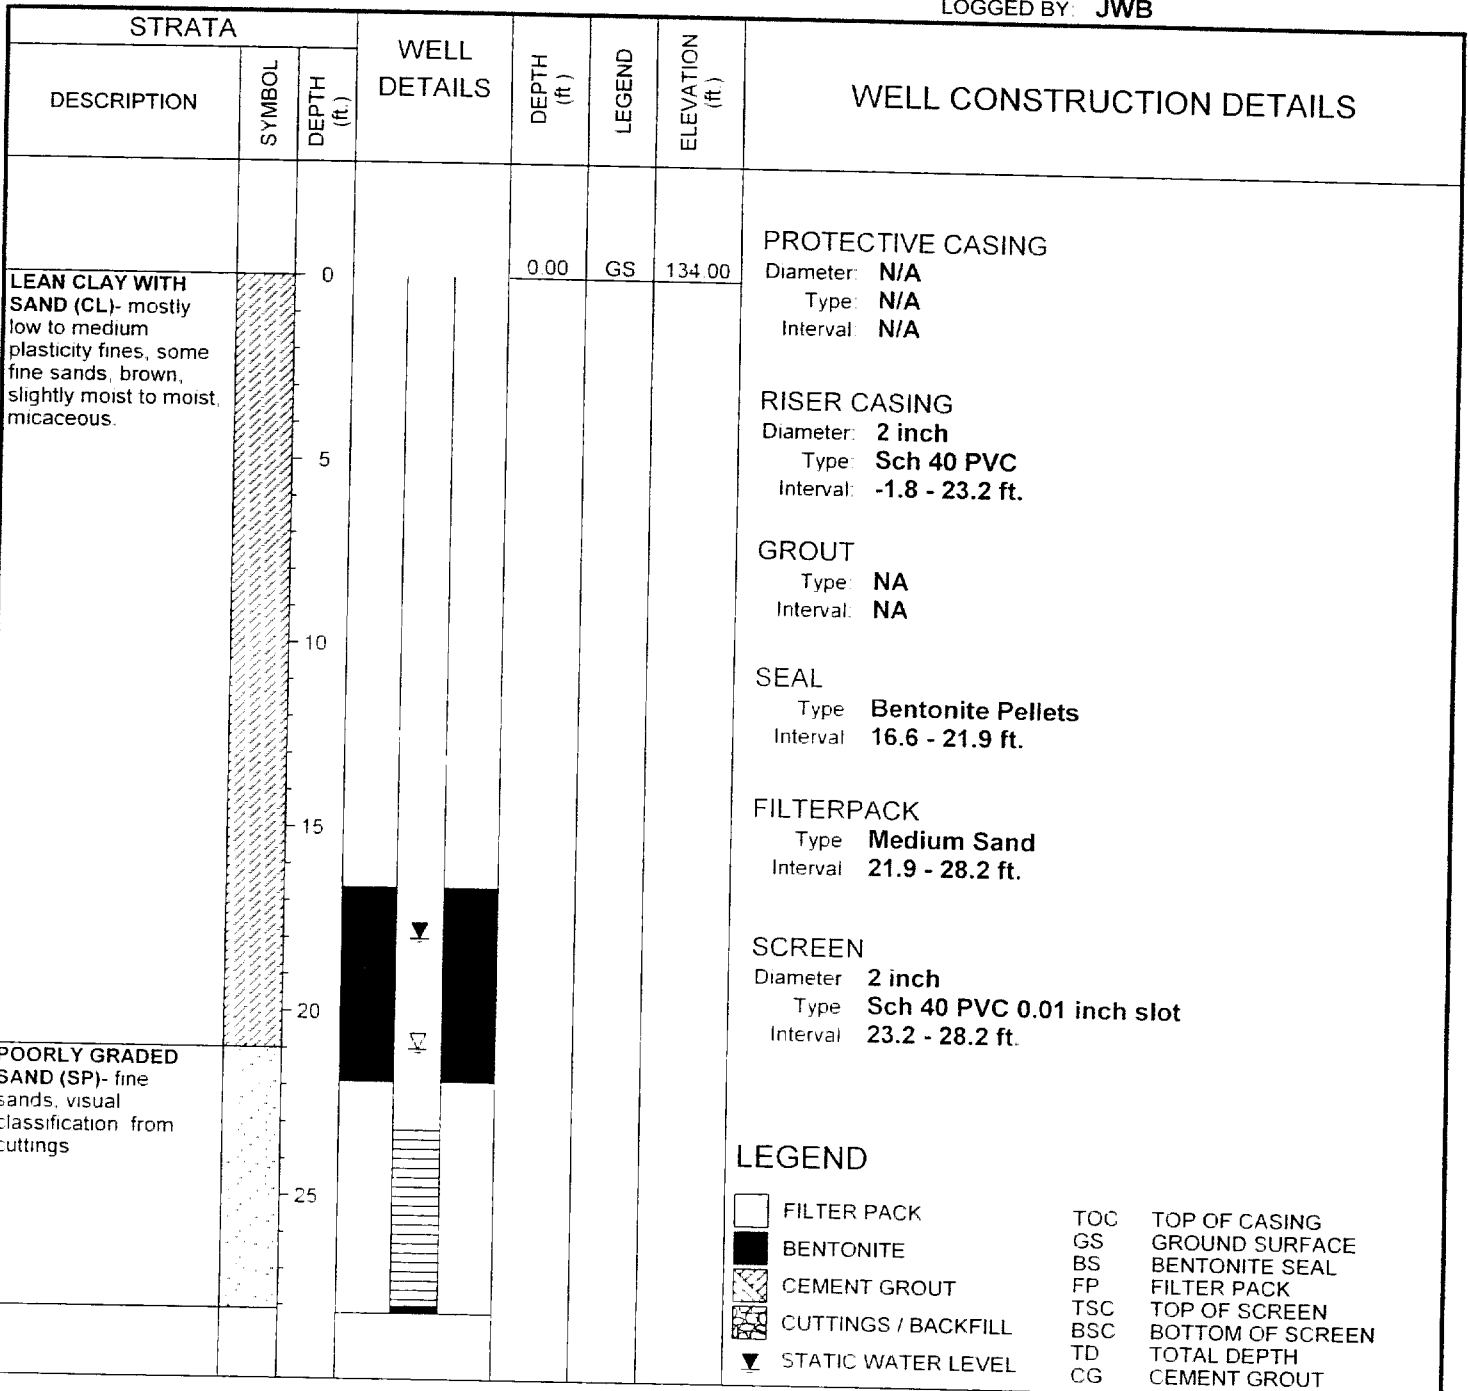 LOGGED BY: JWB
STRATA
DESCRIPTION
SYMBOL
DEPTH
(ft.)
WELL
DETAILS
DEPTH
(ft.)
LEGEND
ELEVATION
(ft.)
WELL CONSTRUCTION DETAILS
LEAN CLAY WITH
SAND (CL)- mostly
low to medium
plasticity fines, some
fine sands, brown,
slightly moist to moist,
micaceous.
POORLY GRADED
SAND (SP)- fine
sands, visual
classification from
cuttings
0
5
10
15
20
25
0.00 GS 134.00
PROTECTIVE CASING
Diameter: N/A
Type: N/A
Interval: N/A
RISER CASING
Diameter: 2 inch
Type: Sch 40 PVC
Interval: -1.8 - 23.2 ft.
GROUT
Type: NA
Interval: NA
SEAL
Type Bentonite Pellets
Interval 16.6 - 21.9 ft.
FILTERPACK
Type Medium Sand
Interval 21.9 - 28.2 ft.
SCREEN
Diameter 2 inch
Type Sch 40 PVC 0.01 inch slot
Interval 23.2 - 28.2 ft.
LEGEND
FILTER PACK
BENTONITE
CEMENT GROUT
CUTTINGS / BACKFILL
STATIC WATER LEVEL
TOC TOP OF CASING
GS GROUND SURFACE
BS BENTONITE SEAL
FP FILTER PACK
TSC TOP OF SCREEN
BSC BOTTOM OF SCREEN
TD TOTAL DEPTH
CG CEMENT GROUT